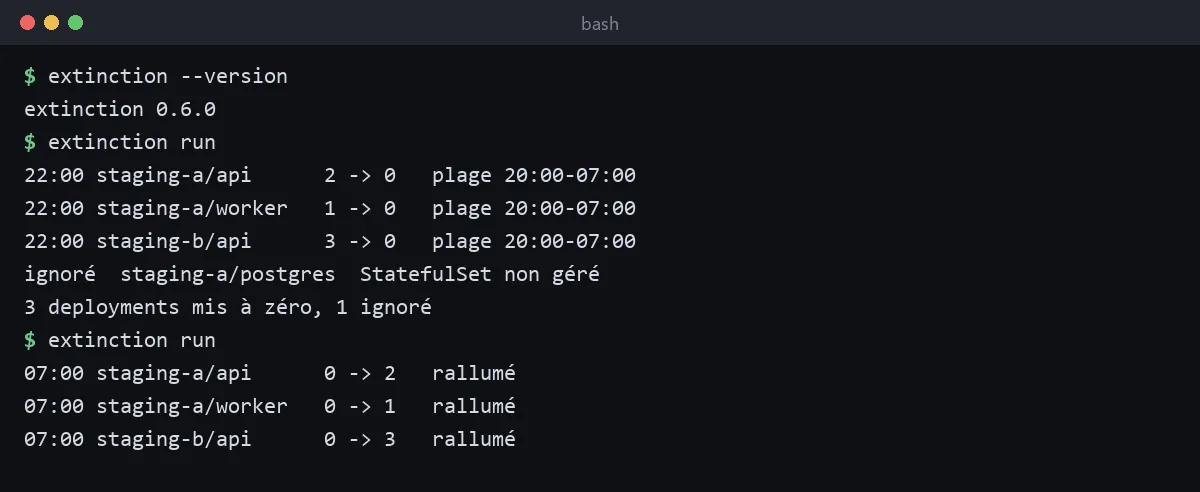 bash
$ extinction --version
extinction 0.6.0
$ extinction run
22:00 staging-a/api      2 -> 0   plage 20:00-07:00
22:00 staging-a/worker   1 -> 0   plage 20:00-07:00
22:00 staging-b/api      3 -> 0   plage 20:00-07:00
ignoré  staging-a/postgres  StatefulSet non géré
3 deployments mis à zéro, 1 ignoré
$ extinction run
07:00 staging-a/api      0 -> 2   rallumé
07:00 staging-a/worker   0 -> 1   rallumé
07:00 staging-b/api      0 -> 3   rallumé